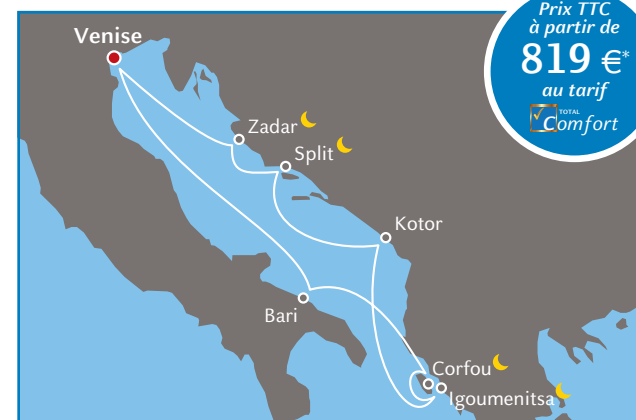 Prix TTC
à partir de
819 €*
au tarif
TOTAL
Comfort
Venise
Zadar
Split
Kotor
Bari
Corfou
Igoumenitsa